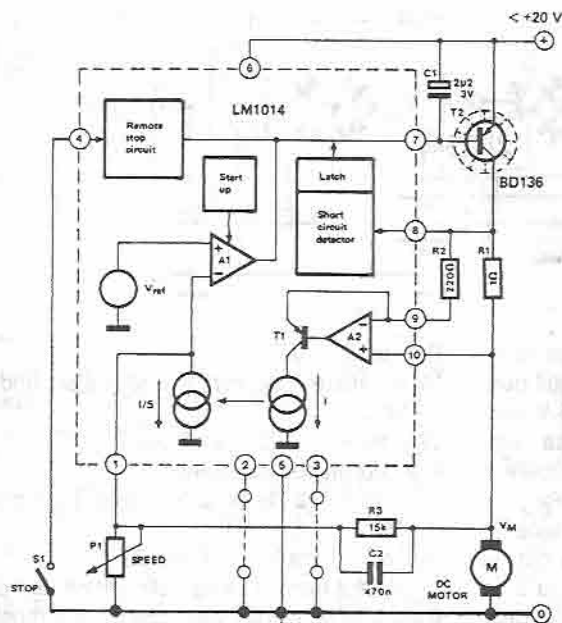 < +20 V
+
6
C1
2µ2
3V
LM1014
T2
4
Remote
stop
circuit
7
BD136
Start
up
Latch
Short
circuit
detector
8
R2
R1
+
A1
−
220Ω
1Ω
Vref
9
−
T1
A2
+
10
I/5
I
1
2
5
3
R3
15k
VM
P1
SPEED
S1
STOP
C2
470n
DC
MOTOR
M
0